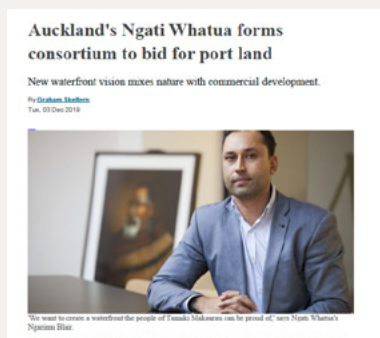 Auckland's Ngati Whatua forms
consortium to bid for port land
New waterfront vision mixes nature with commercial development.
By Graham Skellern
Tue, 03 Dec 2019
"We want to create a waterfront the people of Tamaki Makaurau can be proud of," says Ngati Whatua's
Ngarimu Blair.